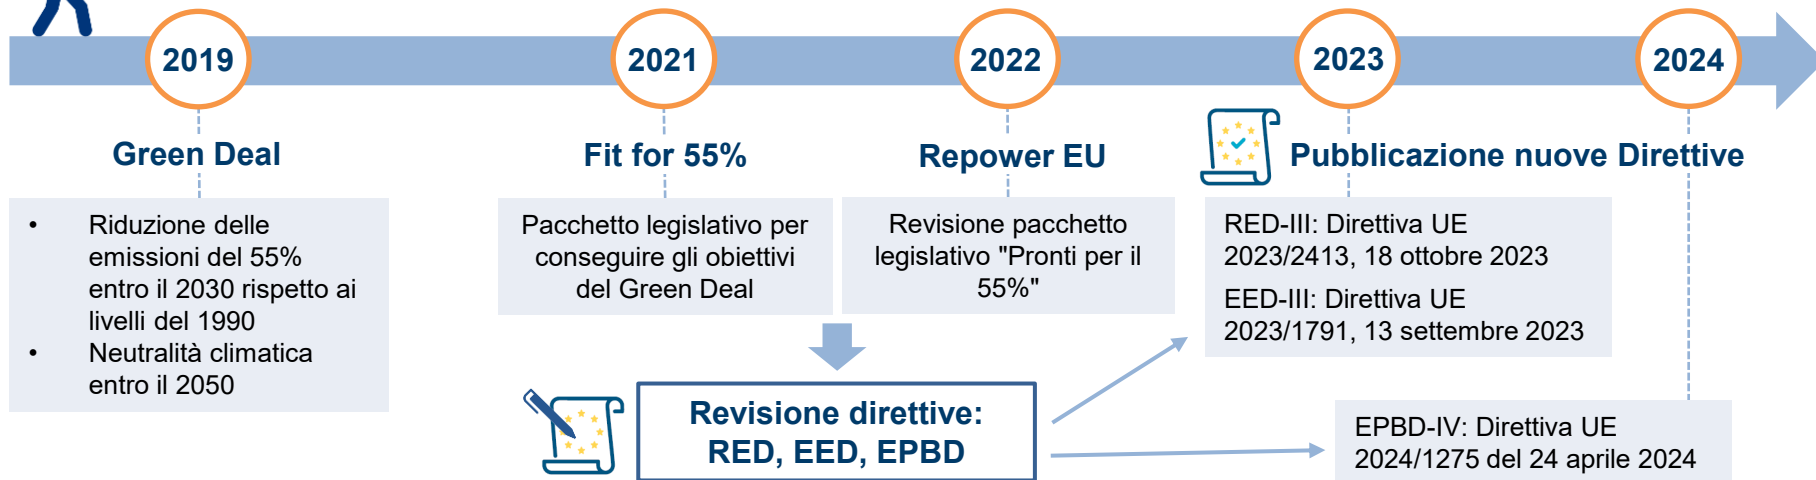 2019
2021
2022
2023
2024
Green Deal
Fit for 55%
Repower EU
Pubblicazione nuove Direttive
• Riduzione delle
emissioni del 55%
entro il 2030 rispetto ai
livelli del 1990
• Neutralità climatica
entro il 2050
Pacchetto legislativo per
conseguire gli obiettivi
del Green Deal
Revisione pacchetto
legislativo "Pronti per il
55%"
RED-III: Direttiva UE
2023/2413, 18 ottobre 2023
EED-III: Direttiva UE
2023/1791, 13 settembre 2023
Revisione direttive:
RED, EED, EPBD
EPBD-IV: Direttiva UE
2024/1275 del 24 aprile 2024